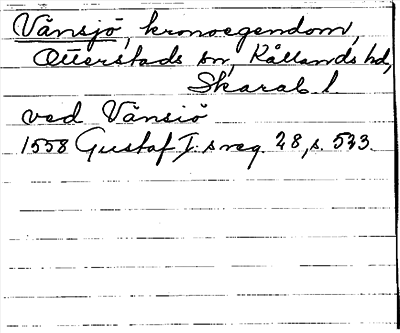 Vänsjö, kronoegendom,
Otterstads sn, Kållands hd,
Skarab. l.
ved Vänsiö
1558 Gustaf I:s reg. 28, s. 533.